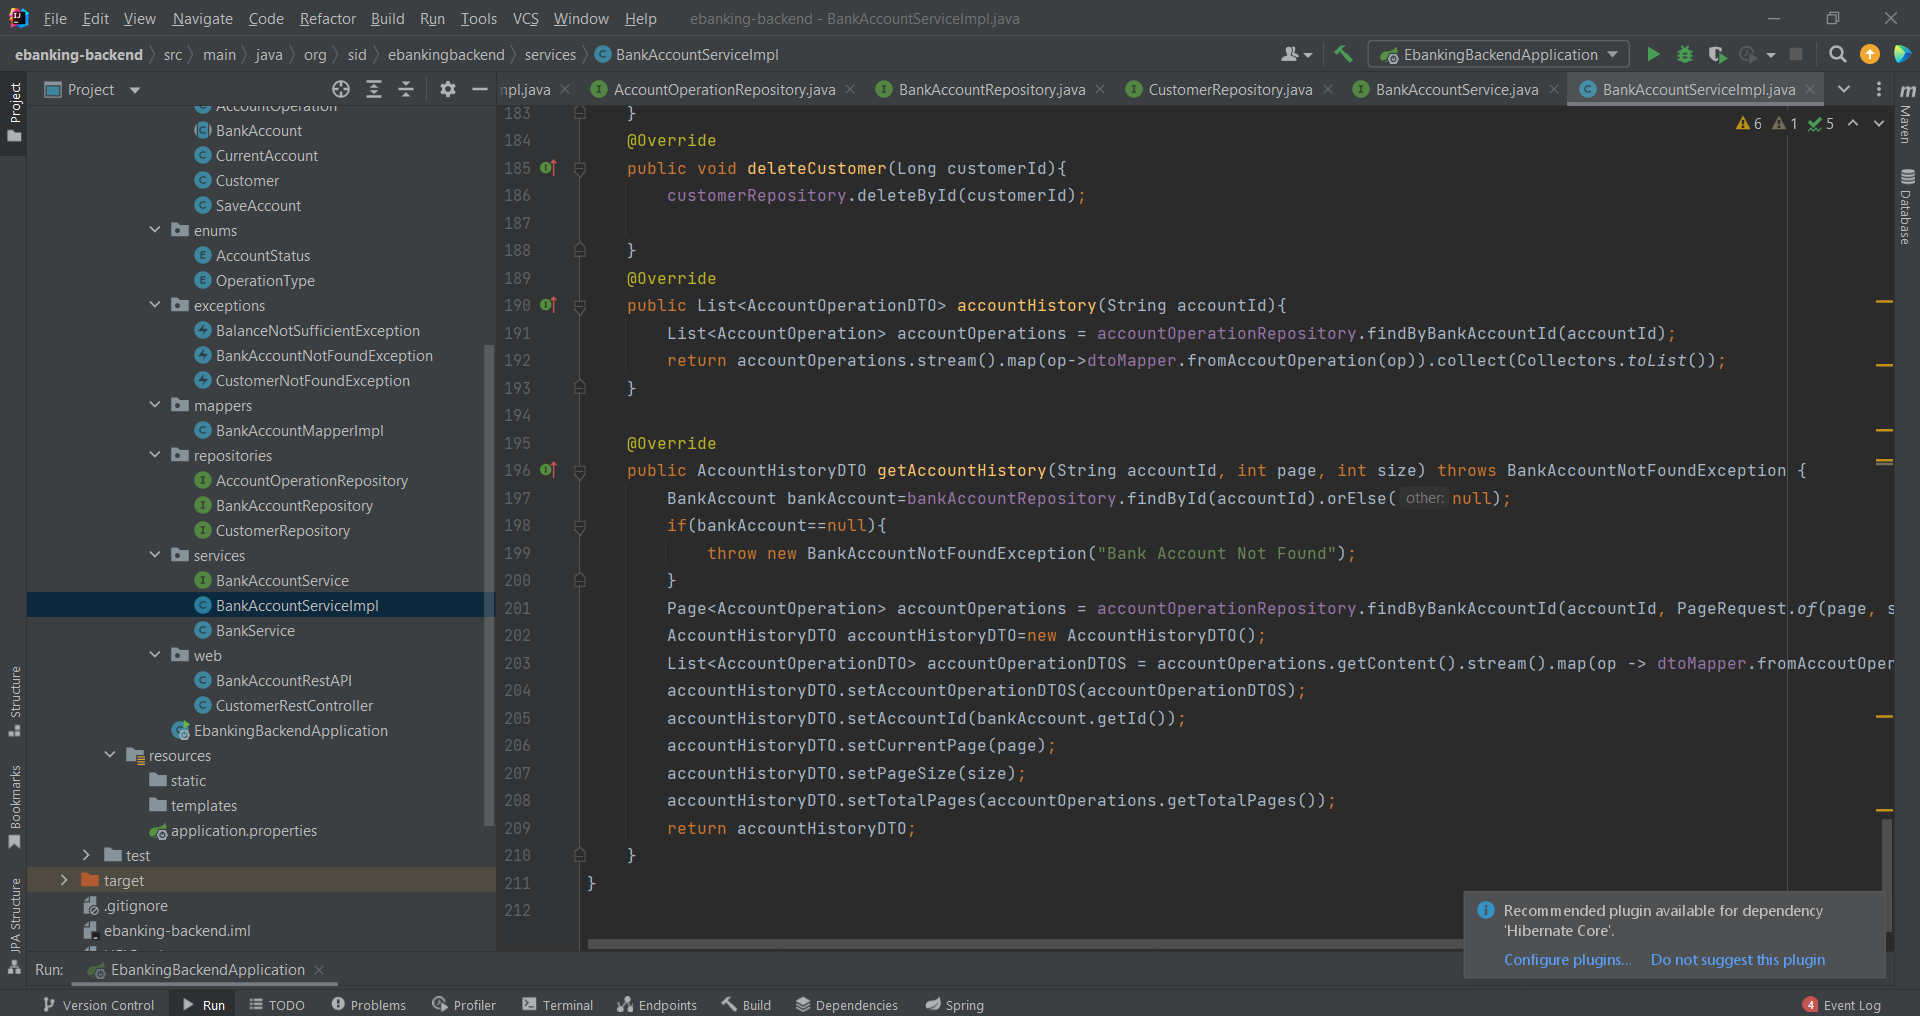 File Edit View Navigate Code Refactor Build Run Tools VCS Window Help ebanking-backend - BankAccountServiceImpl.java
ebanking-backend src main java org sid ebankingbackend services BankAccountServiceImpl EbankingBackendApplication
Project
mpl.java AccountOperationRepository.java BankAccountRepository.java CustomerRepository.java BankAccountService.java BankAccountServiceImpl.java
6 1 5
AccountOperation
BankAccount
CurrentAccount
Customer
SaveAccount
enums
AccountStatus
OperationType
exceptions
BalanceNotSufficientException
BankAccountNotFoundException
CustomerNotFoundException
mappers
BankAccountMapperImpl
repositories
AccountOperationRepository
BankAccountRepository
CustomerRepository
services
BankAccountService
BankAccountServiceImpl
BankService
web
BankAccountRestAPI
CustomerRestController
EbankingBackendApplication
resources
static
templates
application.properties
test
target
.gitignore
ebanking-backend.iml
183 }
184 @Override
185 public void deleteCustomer(Long customerId){
186 customerRepository.deleteById(customerId);
187
188 }
189 @Override
190 public List<AccountOperationDTO> accountHistory(String accountId){
191 List<AccountOperation> accountOperations = accountOperationRepository.findByBankAccountId(accountId);
192 return accountOperations.stream().map(op->dtoMapper.fromAccoutOperation(op)).collect(Collectors.toList());
193 }
194
195 @Override
196 public AccountHistoryDTO getAccountHistory(String accountId, int page, int size) throws BankAccountNotFoundException {
197 BankAccount bankAccount=bankAccountRepository.findById(accountId).orElse( other: null);
198 if(bankAccount==null){
199 throw new BankAccountNotFoundException("Bank Account Not Found");
200 }
201 Page<AccountOperation> accountOperations = accountOperationRepository.findByBankAccountId(accountId, PageRequest.of(page, s
202 AccountHistoryDTO accountHistoryDTO=new AccountHistoryDTO();
203 List<AccountOperationDTO> accountOperationDTOS = accountOperations.getContent().stream().map(op -> dtoMapper.fromAccoutOper
204 accountHistoryDTO.setAccountOperationDTOS(accountOperationDTOS);
205 accountHistoryDTO.setAccountId(bankAccount.getId());
206 accountHistoryDTO.setCurrentPage(page);
207 accountHistoryDTO.setPageSize(size);
208 accountHistoryDTO.setTotalPages(accountOperations.getTotalPages());
209 return accountHistoryDTO;
210 }
211 }
212
Project
Structure
Bookmarks
JPA Structure
m Maven
Database
Recommended plugin available for dependency
'Hibernate Core'.
Configure plugins... Do not suggest this plugin
Run: EbankingBackendApplication
Version Control Run TODO Problems Profiler Terminal Endpoints Build Dependencies Spring 4 Event Log